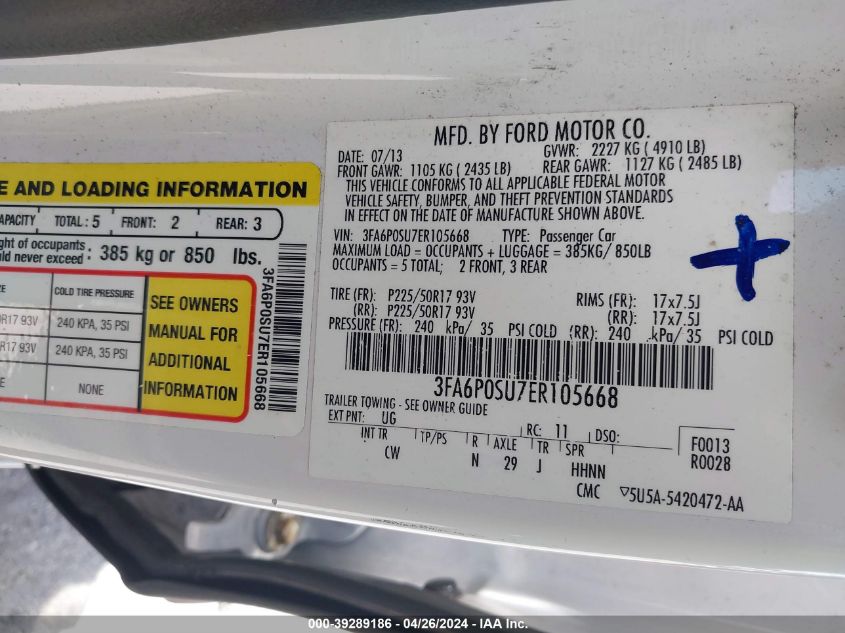 E AND LOADING INFORMATION
APACITY TOTAL: 5 FRONT: 2 REAR: 3
ght of occupants
uld never exceed : 385 kg or 850 lbs.
ZE COLD TIRE PRESSURE
0R17 93V 240 KPA, 35 PSI
R17 93V 240 KPA, 35 PSI
NONE
SEE OWNERS
MANUAL FOR
ADDITIONAL
INFORMATION
3FA6P0SU7ER105668
MFD. BY FORD MOTOR CO.
DATE: 07/13 GVWR: 2227 KG ( 4910 LB)
FRONT GAWR: 1105 KG ( 2435 LB) REAR GAWR: 1127 KG ( 2485 LB)
THIS VEHICLE CONFORMS TO ALL APPLICABLE FEDERAL MOTOR
VEHICLE SAFETY, BUMPER, AND THEFT PREVENTION STANDARDS
IN EFFECT ON THE DATE OF MANUFACTURE SHOWN ABOVE.
VIN: 3FA6P0SU7ER105668 TYPE: Passenger Car
MAXIMUM LOAD = OCCUPANTS + LUGGAGE = 385KG/ 850LB
OCCUPANTS = 5 TOTAL; 2 FRONT, 3 REAR
TIRE (FR): P225/50R17 93V RIMS (FR): 17x7.5J
(RR): P225/50R17 93V (RR): 17x7.5J
PRESSURE (FR): 240 kPa/ 35 PSI COLD (RR): 240 kPa/ 35 PSI COLD
3FA6P0SU7ER105668
TRAILER TOWING - SEE OWNER GUIDE
EXT PNT: UG RC: 11 DSO: F0013
R0028
INT TR TP/PS R AXLE TR SPR
CW N 29 J HHNN
CMC ▽5U5A-5420472-AA
000-39289186 - 04/26/2024 - IAA Inc.